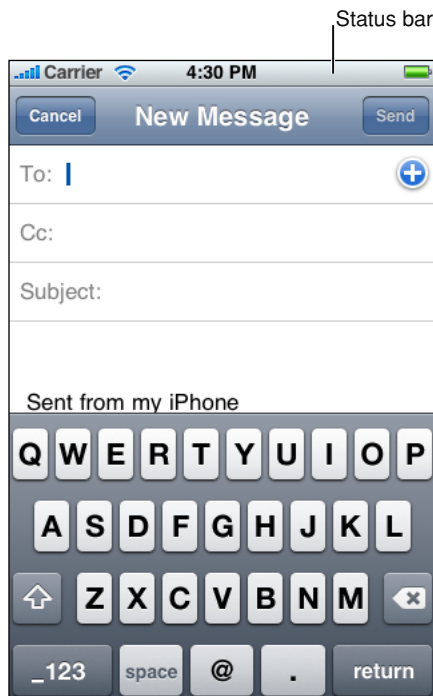 Status bar
Carrier 4:30 PM
Cancel New Message Send
To:
Cc:
Subject:
Sent from my iPhone
Q W E R T Y U I O P
A S D F G H J K L
Z X C V B N M
_123 space @ . return